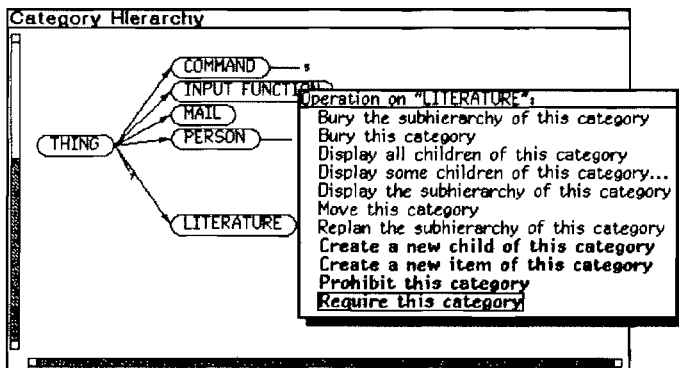 Category Hierarchy
COMMAND
INPUT FUNCTION
MAIL
PERSON
THING
LITERATURE
Operation on "LITERATURE":
Bury the subhierarchy of this category
Bury this category
Display all children of this category
Display some children of this category...
Display the subhierarchy of this category
Move this category
Replan the subhierarchy of this category
Create a new child of this category
Create a new item of this category
Prohibit this category
Require this category